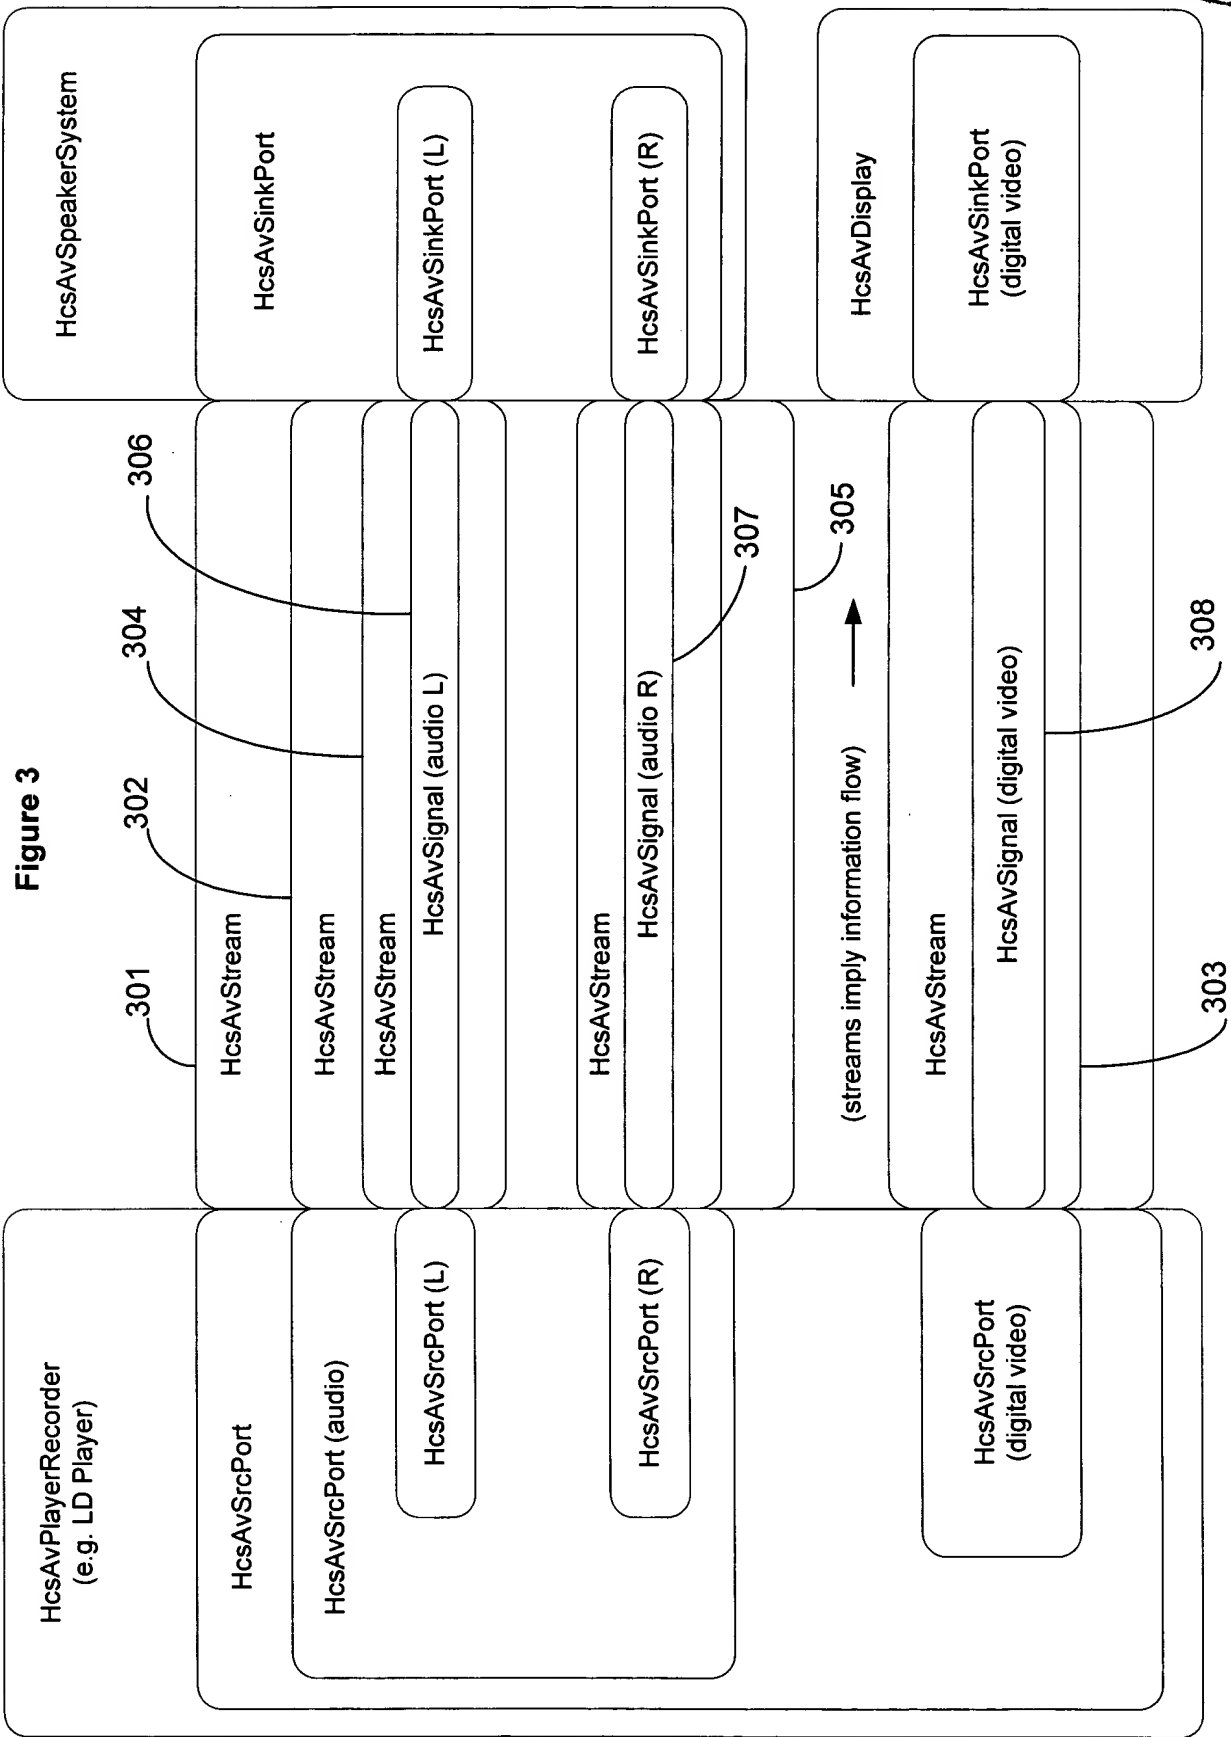 Figure 3
HcsAvPlayerRecorder
(e.g. LD Player)
HcsAvSrcPort
HcsAvSrcPort (audio)
HcsAvSrcPort (L)
HcsAvSrcPort (R)
HcsAvSrcPort
(digital video)
301
302
304
306
HcsAvStream
HcsAvStream
HcsAvStream
HcsAvSignal (audio L)
HcsAvStream
HcsAvSignal (audio R)
307
305
(streams imply information flow)
HcsAvStream
HcsAvSignal (digital video)
303
308
HcsAvSpeakerSystem
HcsAvSinkPort
HcsAvSinkPort (L)
HcsAvSinkPort (R)
HcsAvDisplay
HcsAvSinkPort
(digital video)